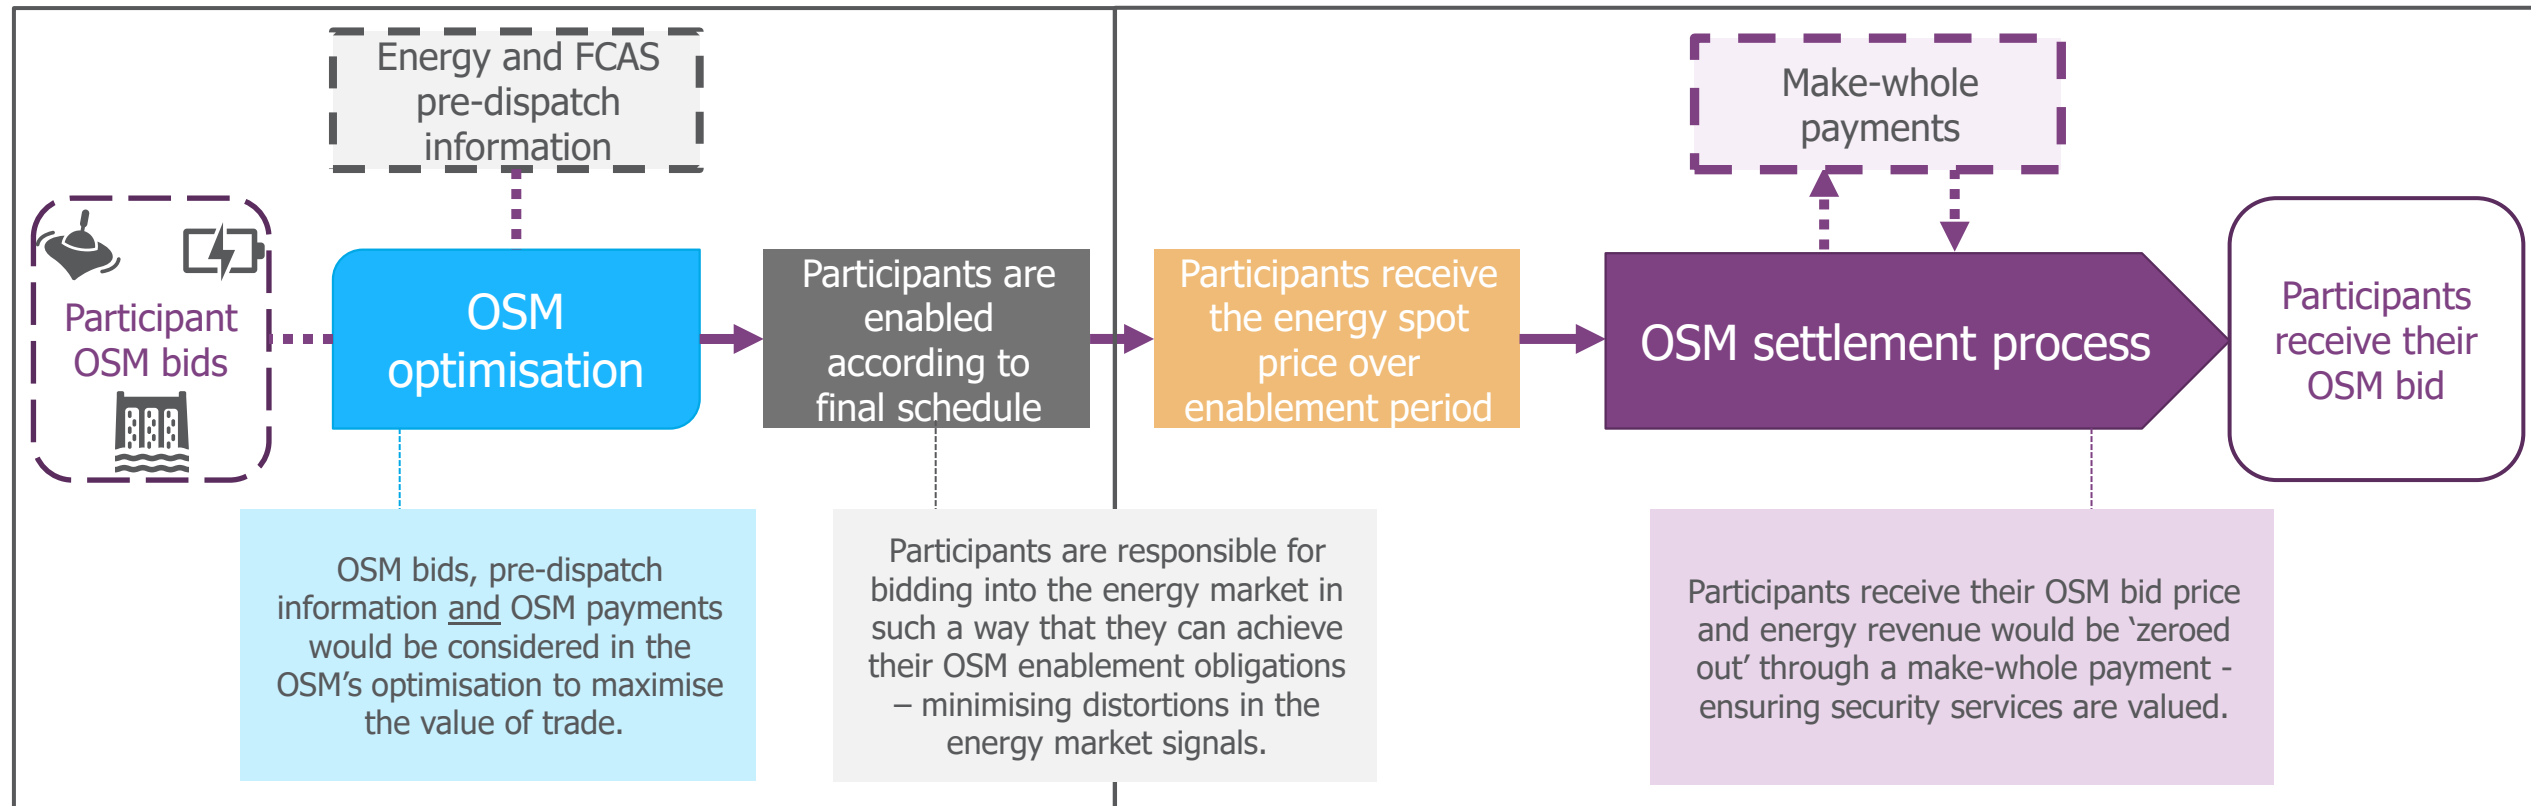 Energy and FCAS
pre-dispatch
information
Make-whole
payments
Participant
OSM bids
OSM
optimisation
Participants are
enabled
according to
final schedule
Participants receive
the energy spot
price over
enablement period
OSM settlement process
Participants
receive their
OSM bid
OSM bids, pre-dispatch
information and OSM payments
would be considered in the
OSM’s optimisation to maximise
the value of trade.
Participants are responsible for
bidding into the energy market in
such a way that they can achieve
their OSM enablement obligations
– minimising distortions in the
energy market signals.
Participants receive their OSM bid price
and energy revenue would be ‘zeroed
out’ through a make-whole payment -
ensuring security services are valued.